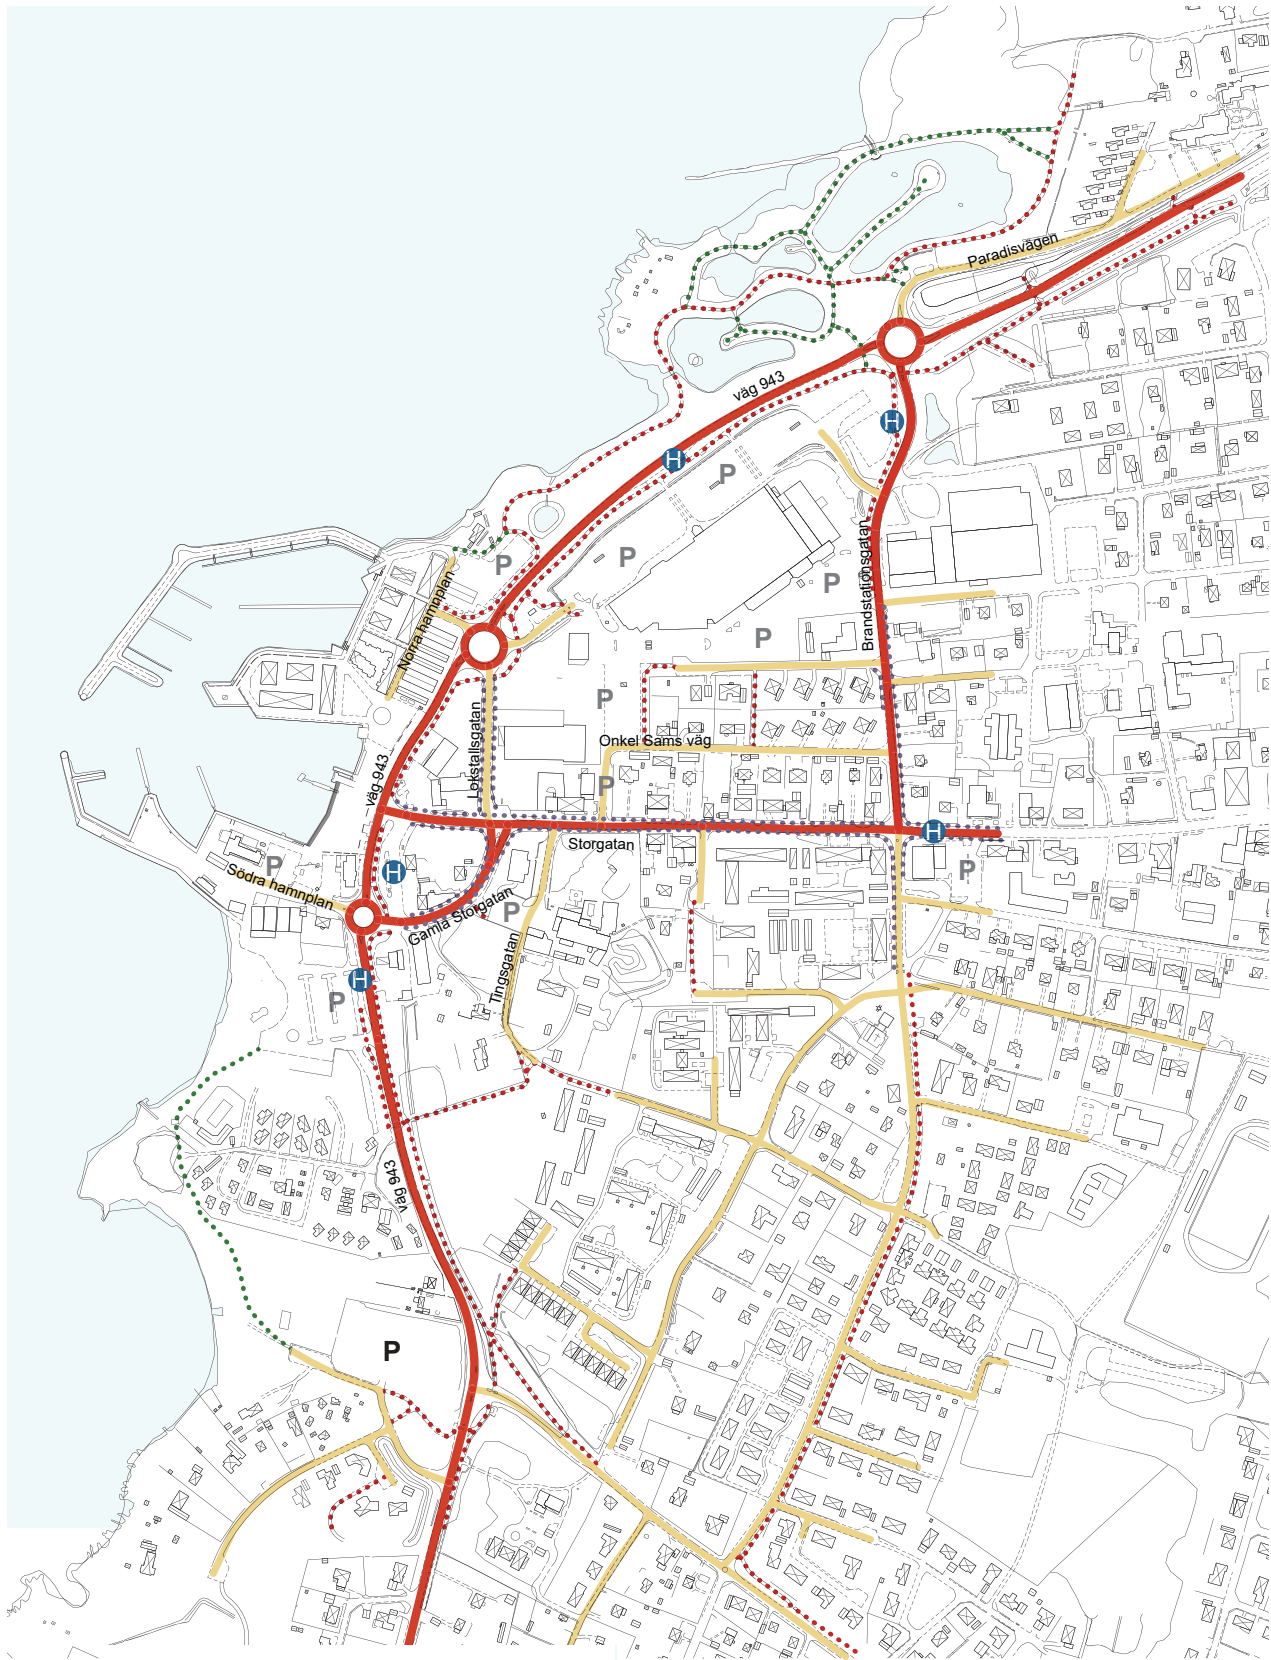 Paradisvägen
väg 943
H
H
P
P
P
P
Brandstationsgatan
Norra hamnplan
P
P
Onkel Sams väg
Lokstallsgatan
väg 943
P
H
Storgatan
P
H
P
Södra hamnplan
P
Gamla Storgatan
Tingsgatan
H
P
väg 943
P